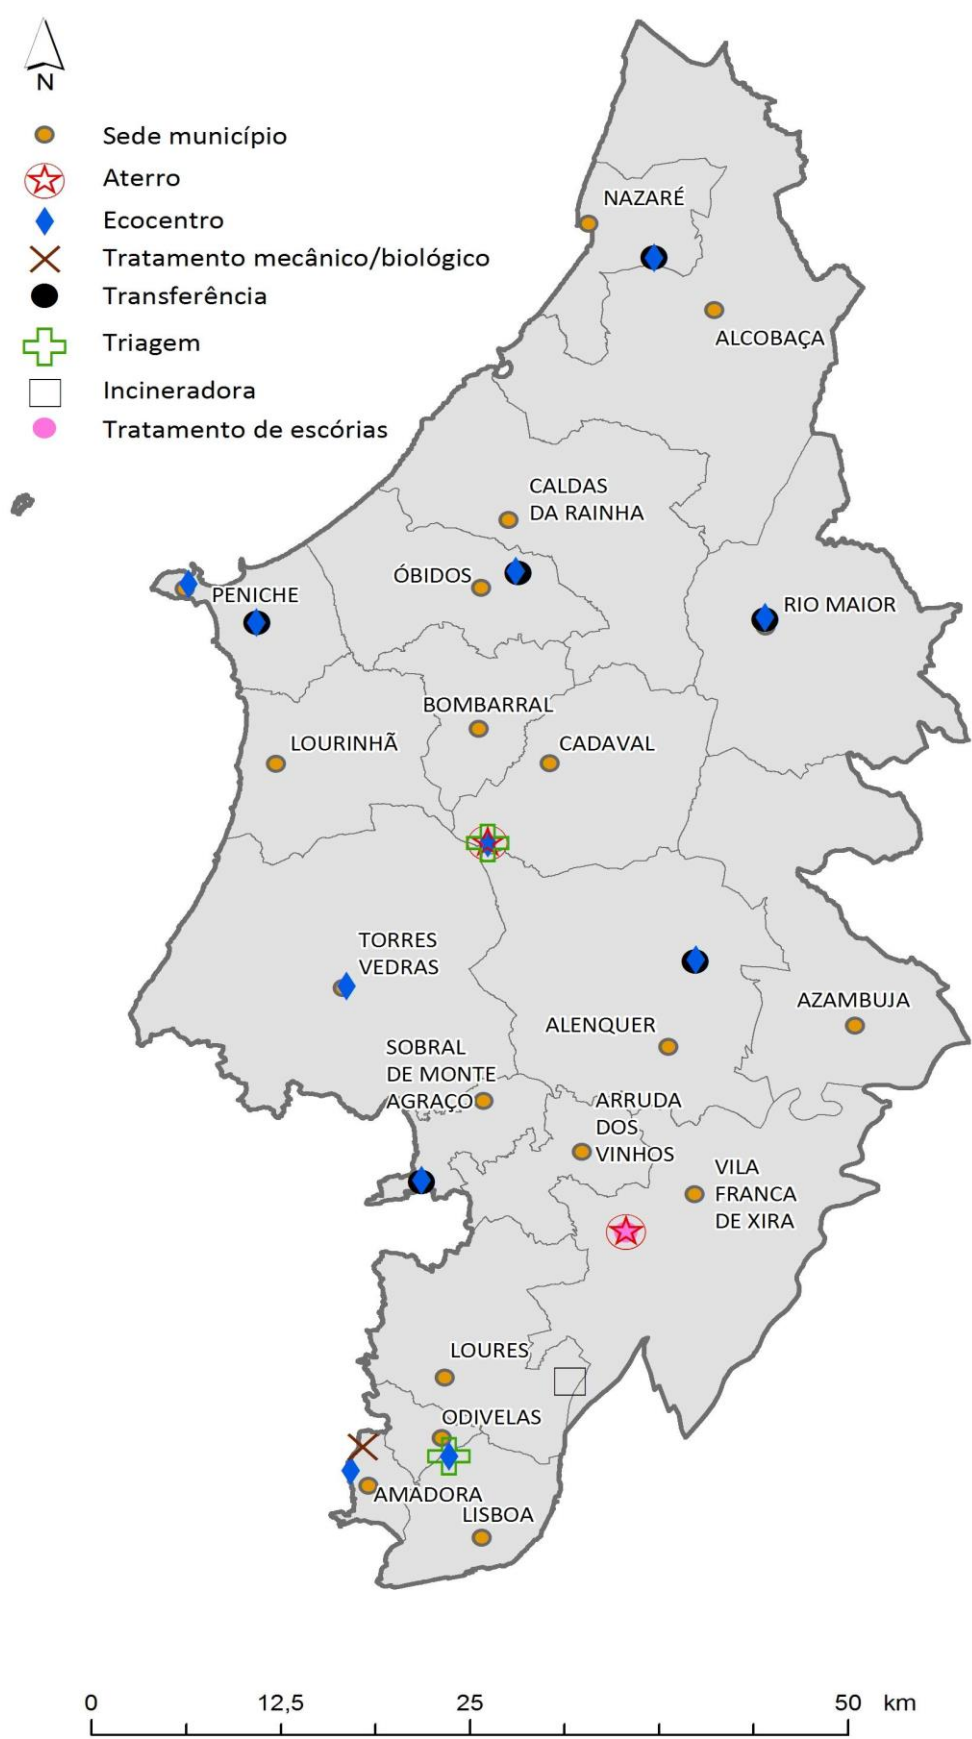 N
Sede município
Aterro
Ecocentro
Tratamento mecânico/biológico
Transferência
Triagem
Incineradora
Tratamento de escórias
NAZARÉ
ALCOBAÇA
CALDAS
DA RAINHA
ÓBIDOS
PENICHE
RIO MAIOR
BOMBARRAL
LOURINHÃ
CADAVAL
TORRES
VEDRAS
AZAMBUJA
ALENQUER
SOBRAL
DE MONTE
AGRAÇO
ARRUDA
DOS
VINHOS
VILA
FRANCA
DE XIRA
LOURES
ODIVELAS
AMADORA
LISBOA
0 12,5 25 50 km